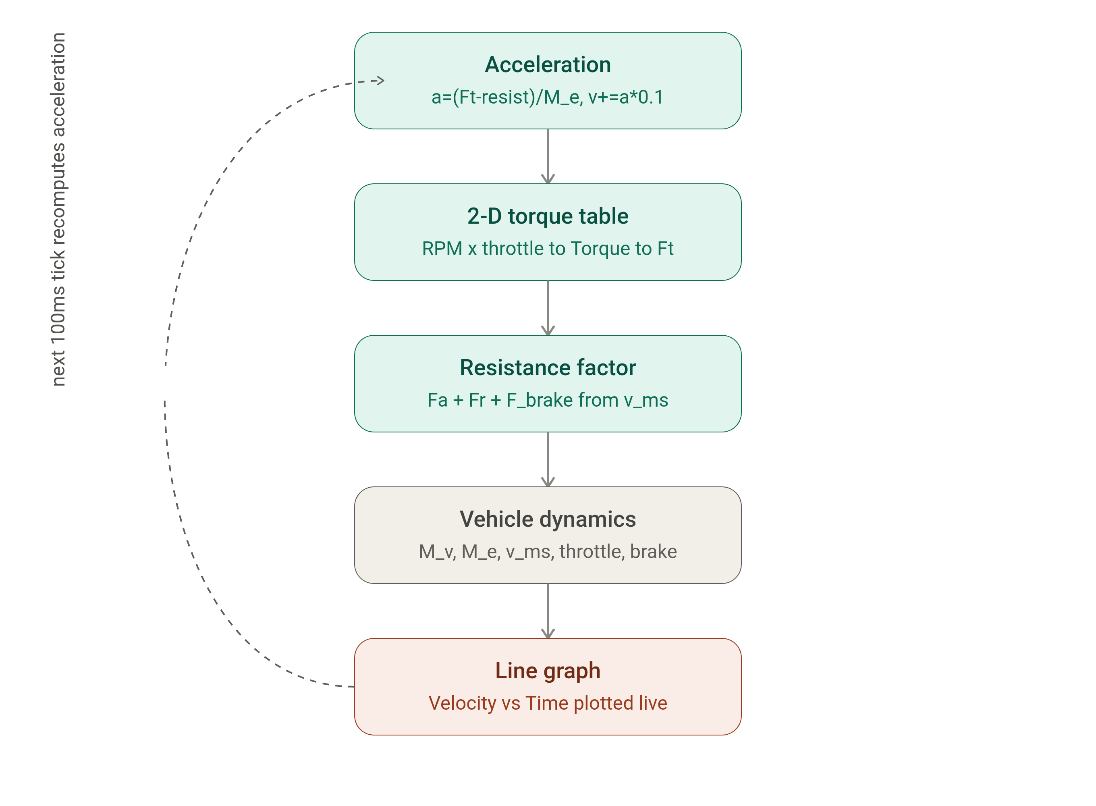 next 100ms tick recomputes acceleration
Acceleration
a=(Ft-resist)/M_e, v+=a*0.1
2-D torque table
RPM x throttle to Torque to Ft
Resistance factor
Fa + Fr + F_brake from v_ms
Vehicle dynamics
M_v, M_e, v_ms, throttle, brake
Line graph
Velocity vs Time plotted live